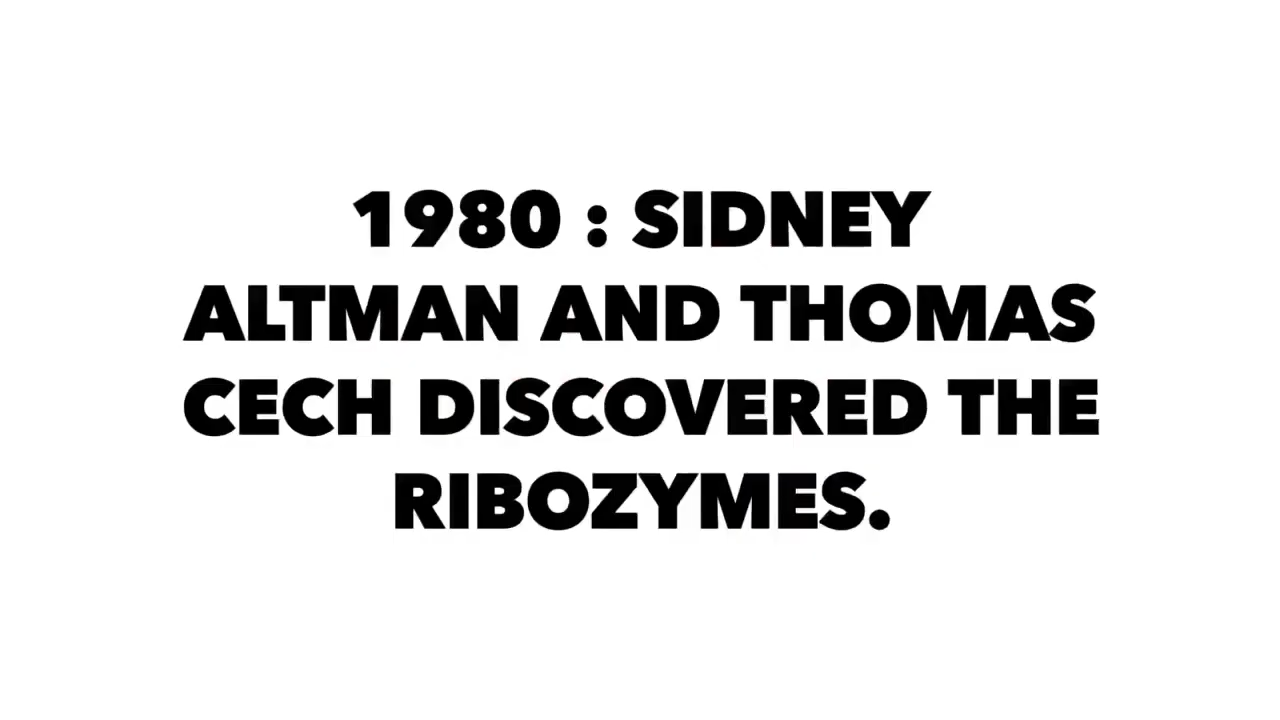 1980 : SIDNEY
ALTMAN AND THOMAS
CECH DISCOVERED THE
RIBOZYMES.